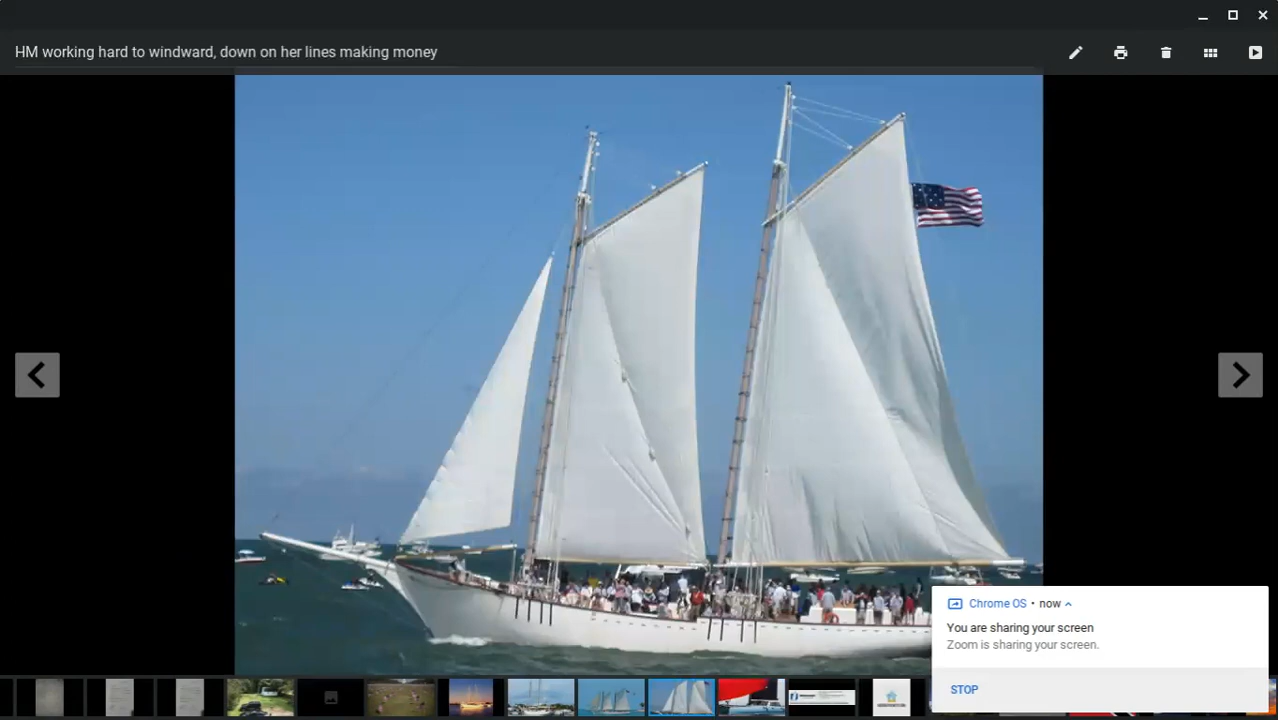 HM working hard to windward, down on her lines making money
Chrome OS • now
You are sharing your screen
Zoom is sharing your screen.
STOP